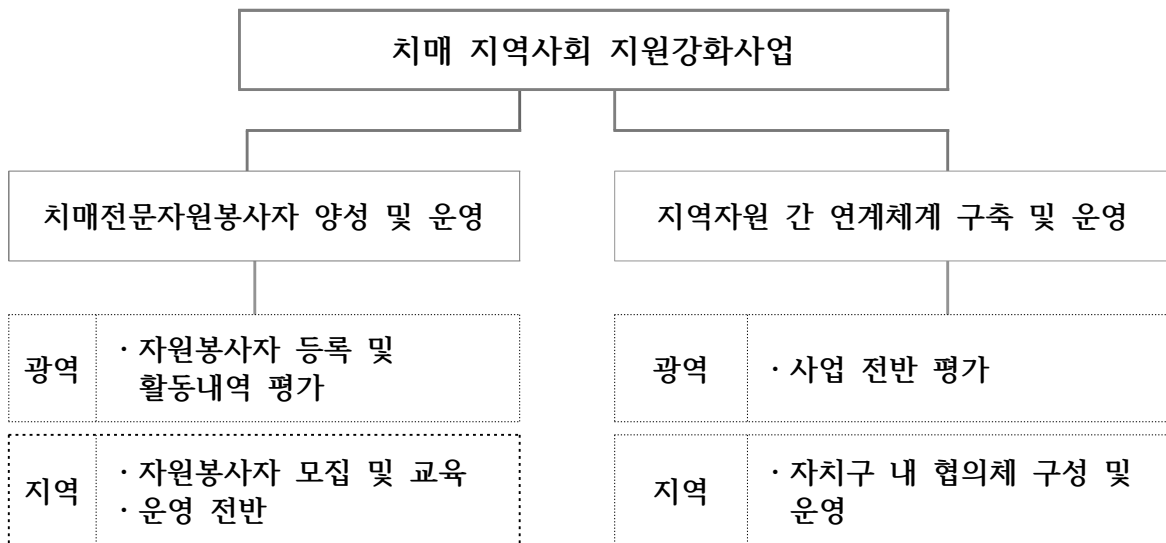 치매 지역사회 지원강화사업
치매전문자원봉사자 양성 및 운영
지역자원 간 연계체계 구축 및 운영
광역
· 자원봉사자 등록 및
활동내역 평가
지역
· 자원봉사자 모집 및 교육
· 운영 전반
광역
· 사업 전반 평가
지역
· 자치구 내 협의체 구성 및
운영